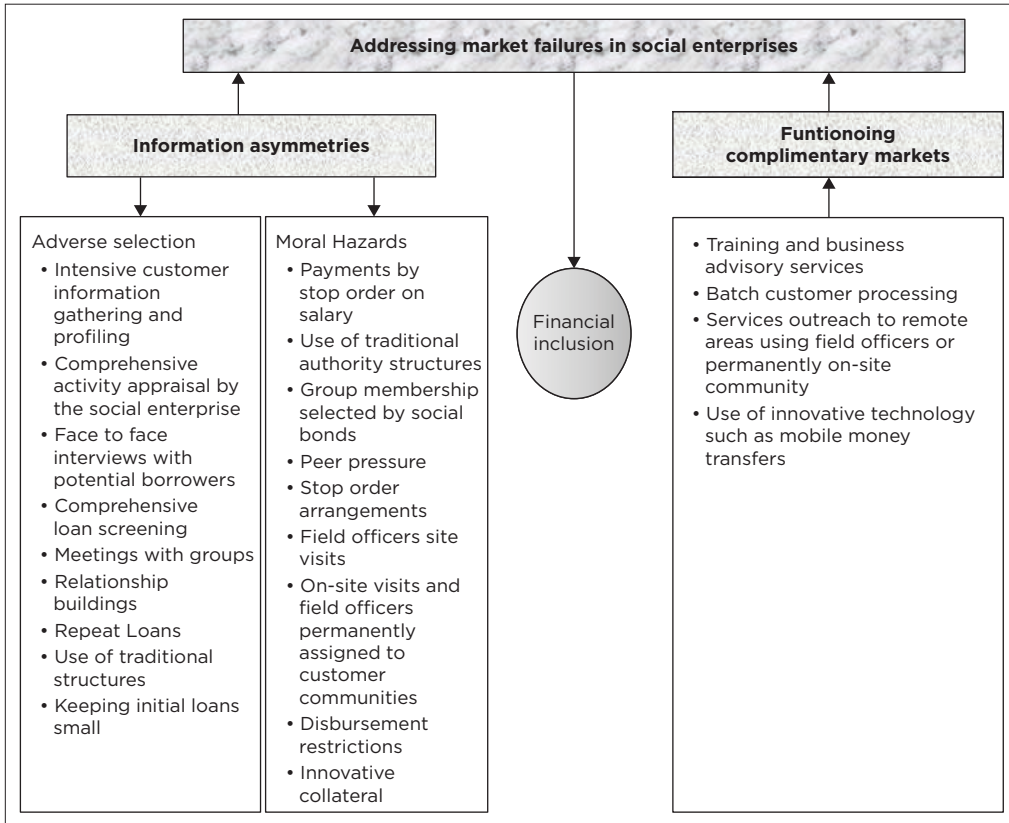 Addressing market failures in social enterprises
Information asymmetries
Funtionoing
complimentary markets
Adverse selection
• Intensive customer
information
gathering and
profiling
• Comprehensive
activity appraisal by
the social enterprise
• Face to face
interviews with
potential borrowers
• Comprehensive
loan screening
• Meetings with groups
• Relationship
buildings
• Repeat Loans
• Use of traditional
structures
• Keeping initial loans
small
Moral Hazards
• Payments by
stop order on
salary
• Use of traditional
authority structures
• Group membership
selected by social
bonds
• Peer pressure
• Stop order
arrangements
• Field officers site
visits
• On-site visits and
field officers
permanently
assigned to
customer
communities
• Disbursement
restrictions
• Innovative
collateral
Financial
inclusion
• Training and business
advisory services
• Batch customer processing
• Services outreach to remote
areas using field officers or
permanently on-site
community
• Use of innovative technology
such as mobile money
transfers